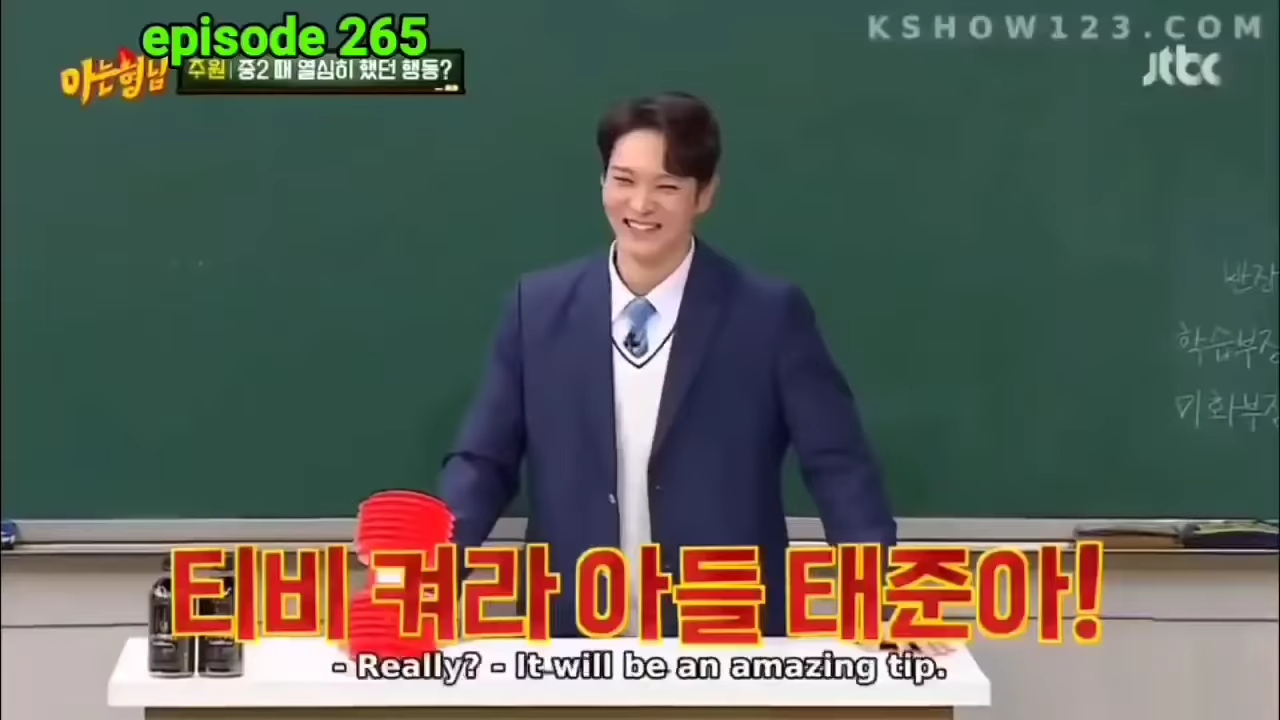 episode 265
KSHOW123.COM
아는형님
주원 | 중2 때 열심히 했던 행동?
jtbc
반장
학습부장
미화부장
티비 켜라 아들 태준아!
- Really? - It will be an amazing tip.